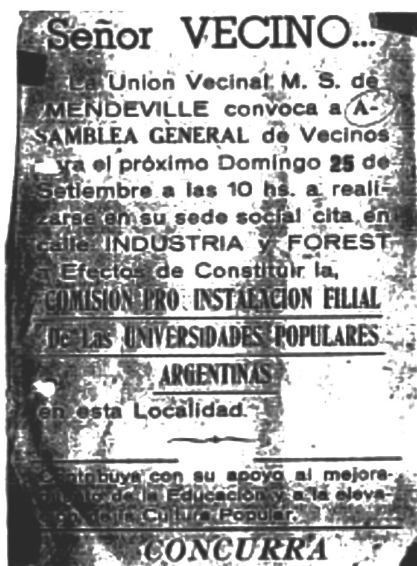 Señor VECINO...
La Union Vecinal M. S. de
MENDEVILLE convoca a A-
SAMBLEA GENERAL de Vecinos
ya el próximo Domingo 25 de
Setiembre a las 10 hs. a reali-
zarse en su sede social cita en
calle INDUSTRIA y FOREST
a Efectos de Constituir la,
COMISION PRO. INSTALACION FILIAL
De Las UNIVERSIDADES POPULARES
ARGENTINAS
en esta Localidad.
Contribuya con su apoyo al mejora-
de la Educación y a la eleva-
de la Cultura Popular.
CONCURRA